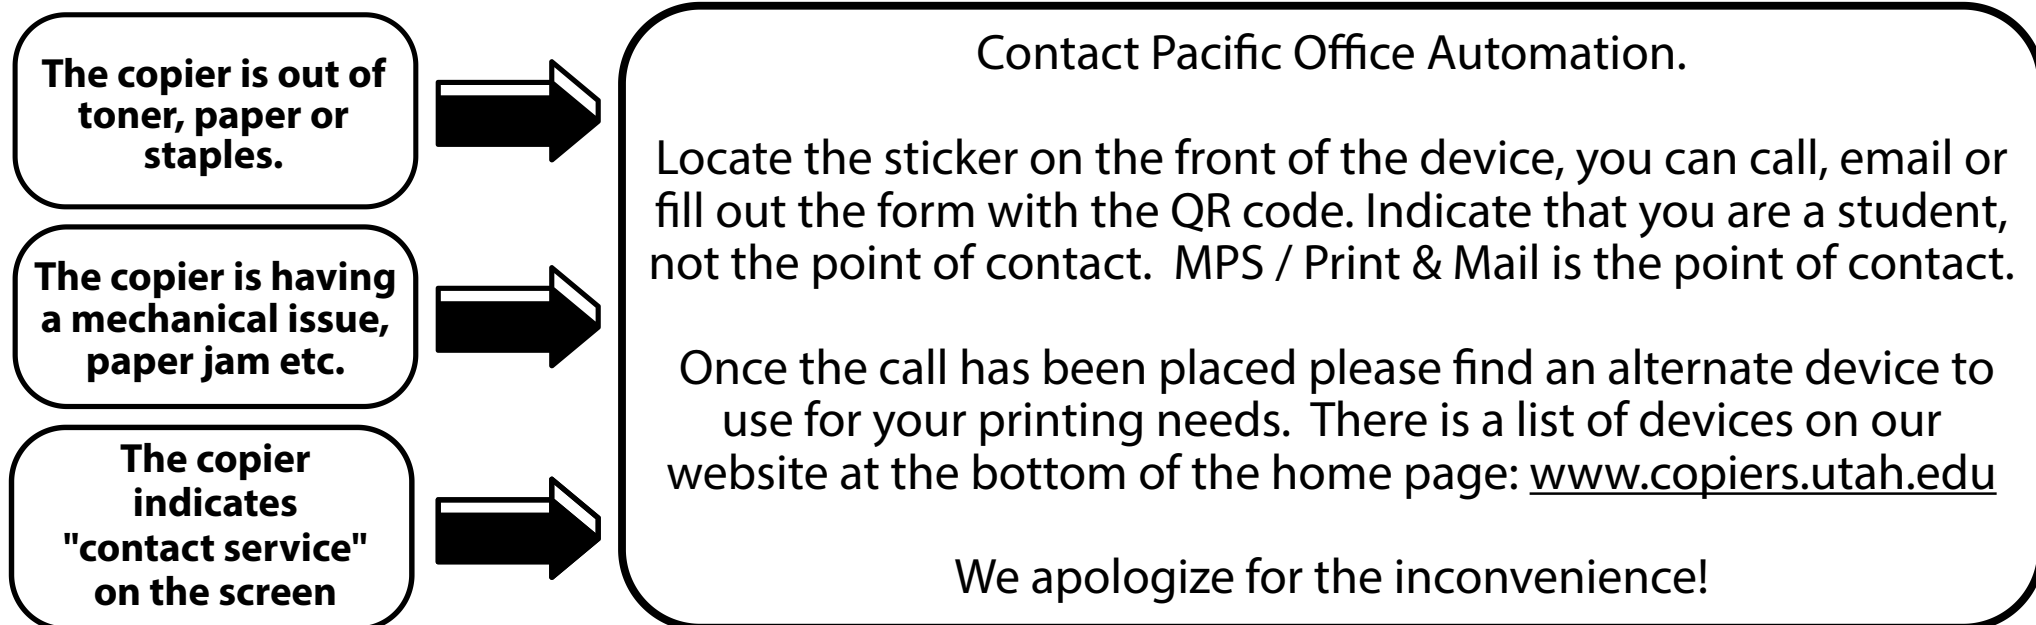 The copier is out of
toner, paper or
staples.
The copier is having
a mechanical issue,
paper jam etc.
The copier
indicates
"contact service"
on the screen
Contact Pacific Office Automation.
Locate the sticker on the front of the device, you can call, email or
fill out the form with the QR code. Indicate that you are a student,
not the point of contact.  MPS / Print & Mail is the point of contact.
Once the call has been placed please find an alternate device to
use for your printing needs.  There is a list of devices on our
website at the bottom of the home page: www.copiers.utah.edu
We apologize for the inconvenience!